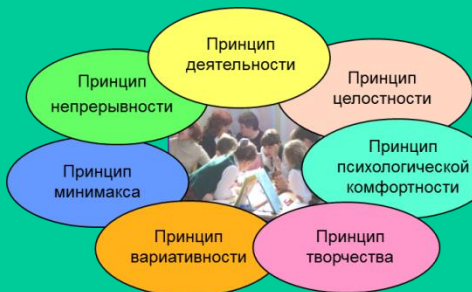 Принцип
деятельности
Принцип
целостности
Принцип
психологической
комфортности
Принцип
творчества
Принцип
вариативности
Принцип
минимакса
Принцип
непрерывности